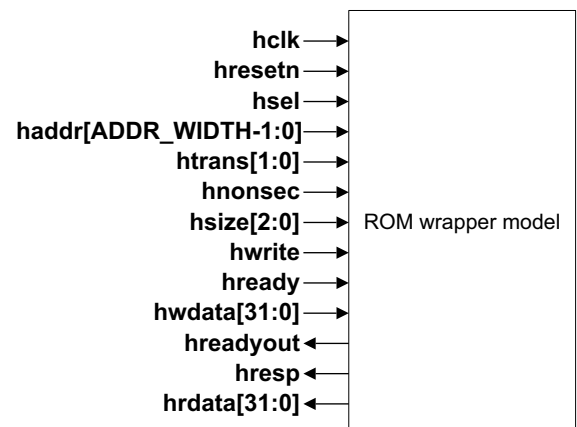 hclk
hresetn
hsel
haddr[ADDR_WIDTH-1:0]
htrans[1:0]
hnonsec
hsize[2:0]
ROM wrapper model
hwrite
hready
hwdata[31:0]
hreadyout
hresp
hrdata[31:0]